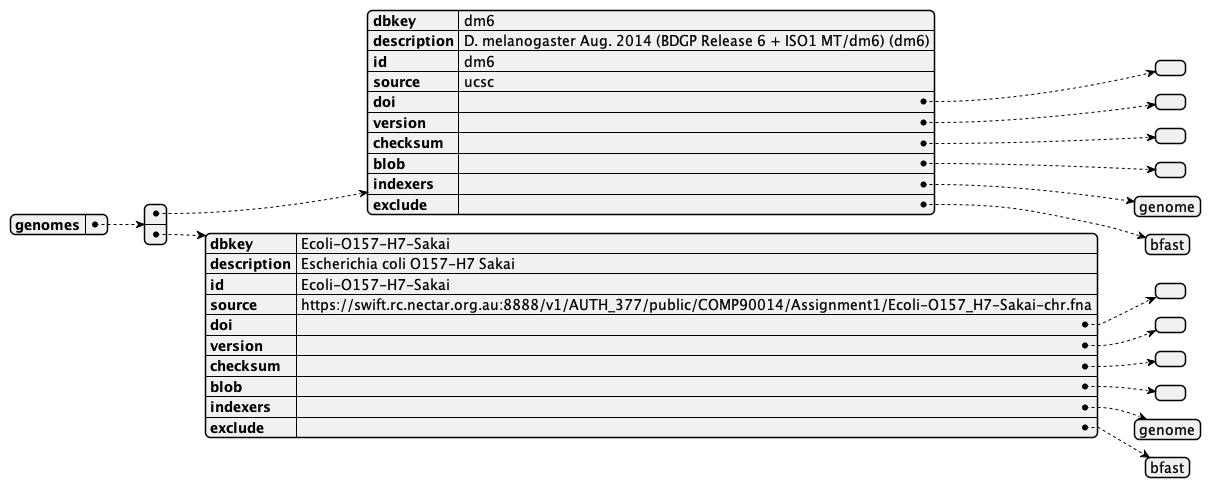 genomes
dbkey dm6
description D. melanogaster Aug. 2014 (BDGP Release 6 + ISO1 MT/dm6) (dm6)
id dm6
source ucsc
doi
version
checksum
blob
indexers genome
exclude bfast
dbkey Ecoli-O157-H7-Sakai
description Escherichia coli O157-H7 Sakai
id Ecoli-O157-H7-Sakai
source https://swift.rc.nectar.org.au:8888/v1/AUTH_377/public/COMP90014/Assignment1/Ecoli-O157_H7-Sakai-chr.fna
doi
version
checksum
blob
indexers genome
exclude bfast